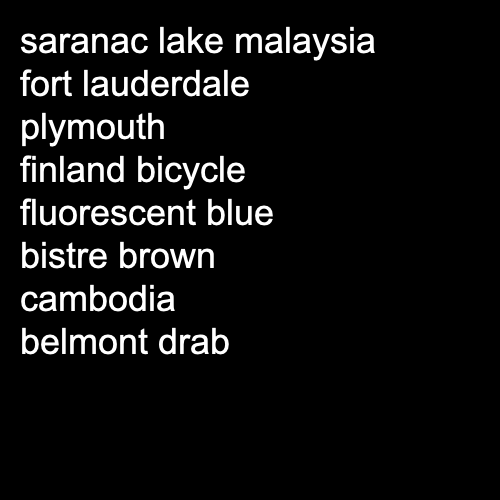 saranac lake malaysia
fort lauderdale
plymouth
finland bicycle
fluorescent blue
bistre brown
cambodia
belmont drab